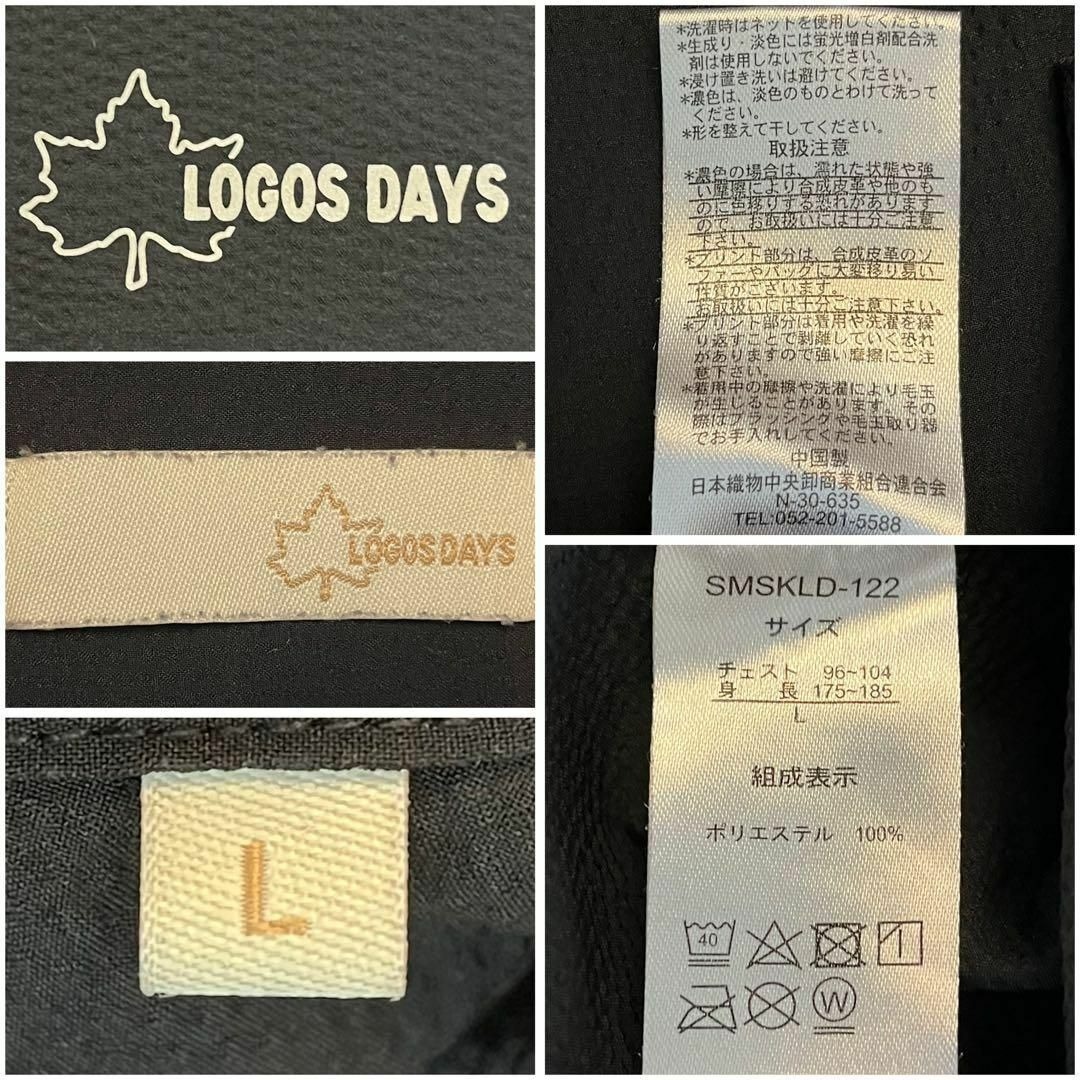 LOGOS DAYS
LOGOSDAYS
L
*洗濯時はネットを使用してください。
*生成り・淡色には蛍光増白剤配合洗
剤は使用しないでください。
*浸け置き洗いは避けてください。
*濃色は、淡色のものとわけて洗って
ください。
*形を整えて干してください。
取扱注意
*濃色の場合は、濡れた状態や強
い摩擦により合成皮革や他のも
のに色移りする恐れがあります
ので、お取扱いには十分ご注意
下さい。
*プリント部分は、合成皮革のソ
ファーやバッグに大変移り易い
性質がございます。
お取扱いには十分ご注意下さい。
*プリント部分は着用や洗濯を繰
り返すことで剥離していく恐れ
がありますので強い摩擦にご注
意下さい。
*着用中の摩擦や洗濯により毛玉
が生じることがあります。その
際はブラッシングや毛玉取り器
でお手入れしてください。
中国製
日本織物中央卸商業組合連合会
N-30-635
TEL:052-201-5588
SMSKLD-122
サイズ
チェスト 96~104
身 長 175~185
L
組成表示
ポリエステル 100%
40
W